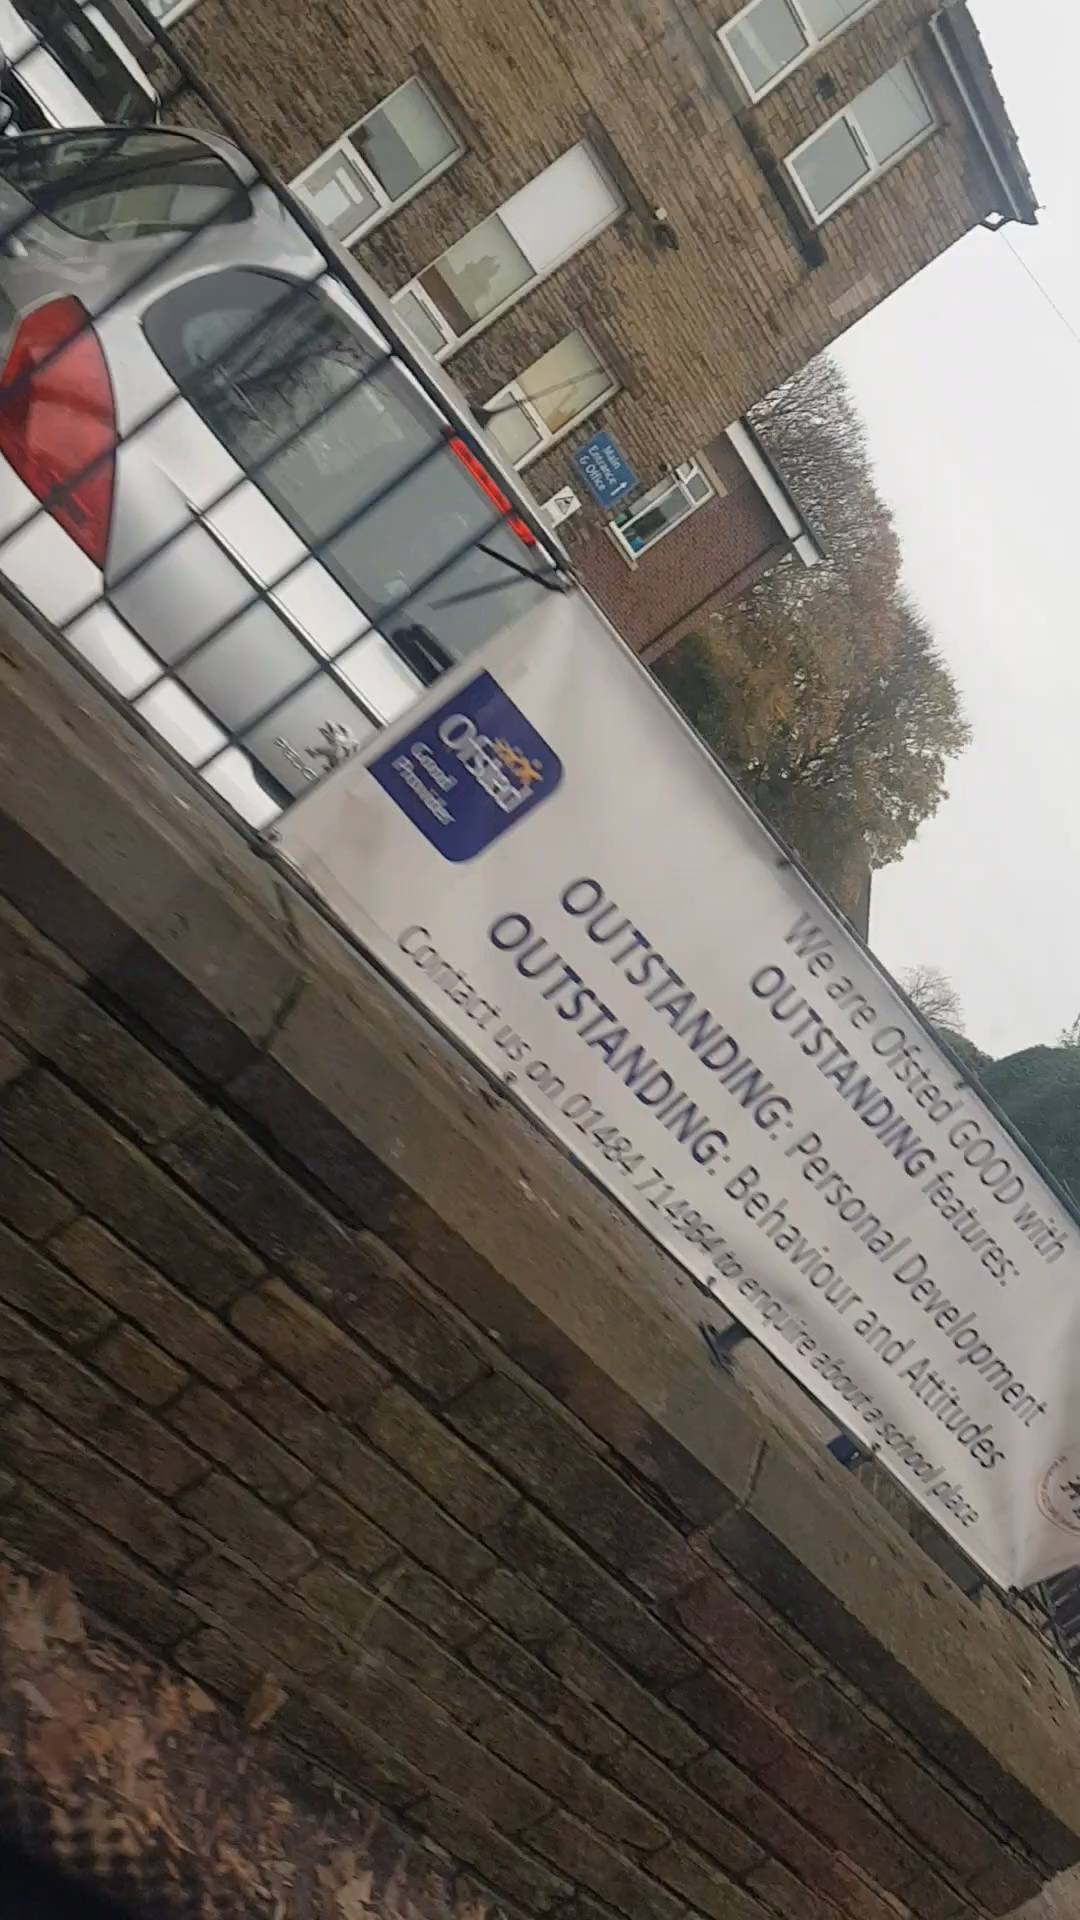 Main
Entrance
& Office
Ofsted
Good
Provider
We are Ofsted GOOD with
OUTSTANDING features:
OUTSTANDING: Personal Development
OUTSTANDING: Behaviour and Attitudes
Contact us on 01484 714964 to enquire about a school place